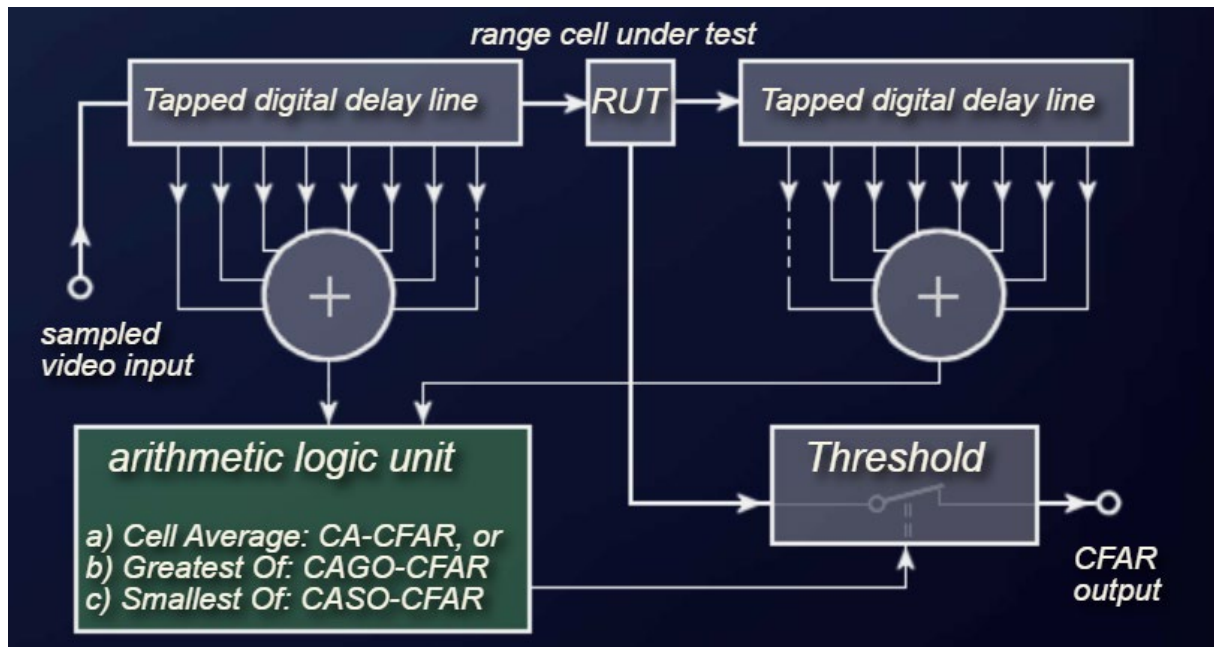 range cell under test
Tapped digital delay line
RUT
Tapped digital delay line
+
+
sampled
video input
arithmetic logic unit
a) Cell Average: CA-CFAR, or
b) Greatest Of: CAGO-CFAR
c) Smallest Of: CASO-CFAR
Threshold
CFAR
output